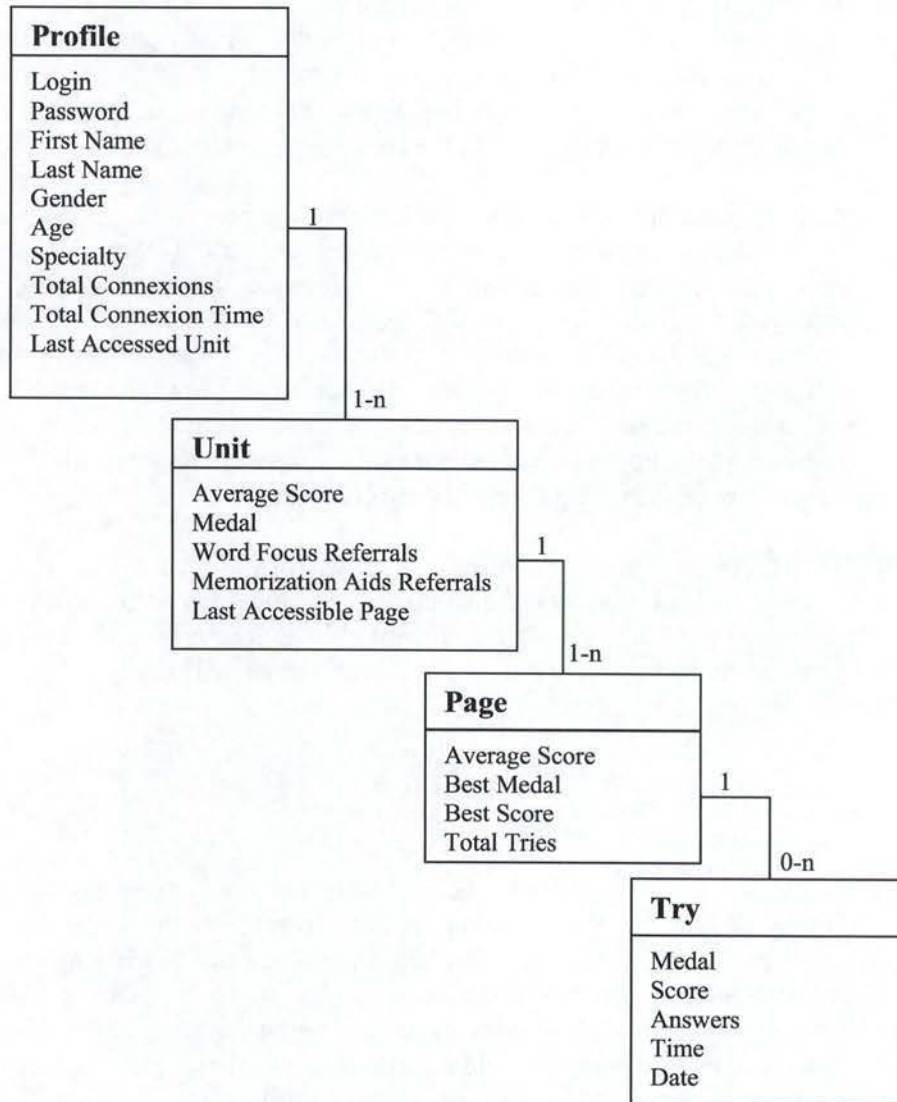 Profile
Login
Password
First Name
Last Name
Gender
Age
Specialty
Total Connexions
Total Connexion Time
Last Accessed Unit
1
1-n
Unit
Average Score
Medal
Word Focus Referrals
Memorization Aids Referrals
Last Accessible Page
1
1-n
Page
Average Score
Best Medal
Best Score
Total Tries
1
0-n
Try
Medal
Score
Answers
Time
Date